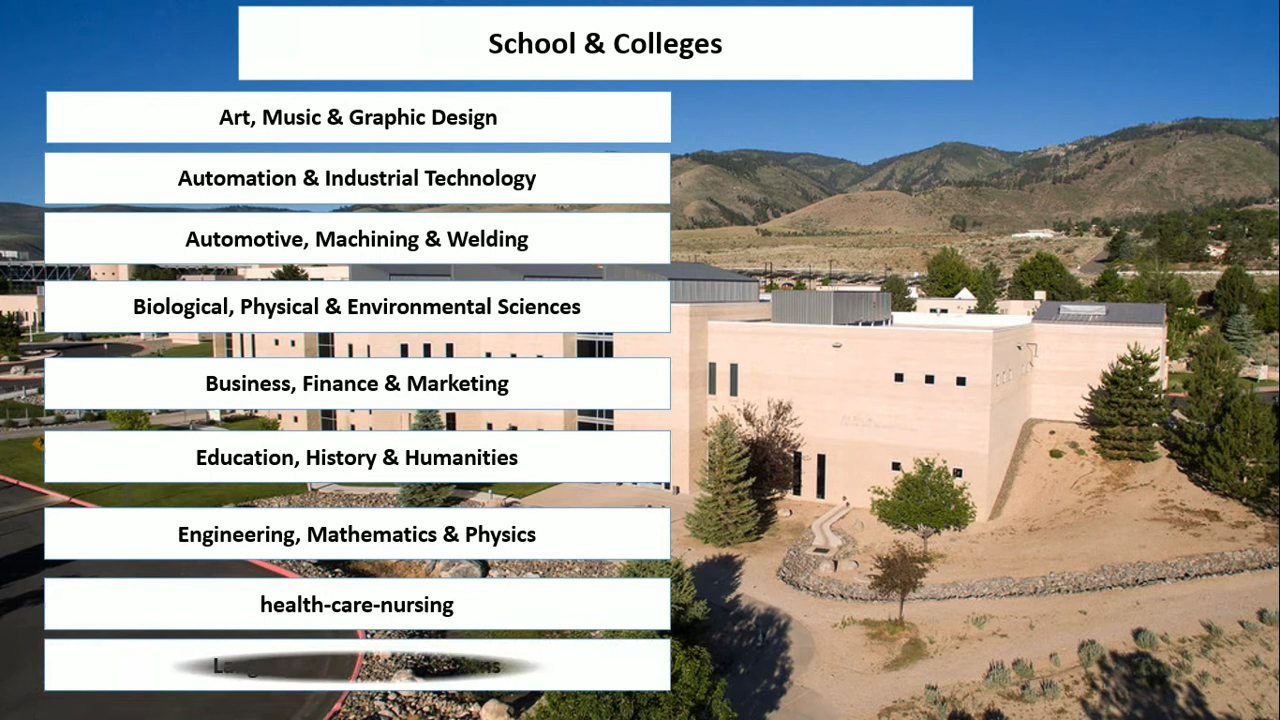 School & Colleges
Art, Music & Graphic Design
Automation & Industrial Technology
Automotive, Machining & Welding
Biological, Physical & Environmental Sciences
Business, Finance & Marketing
Education, History & Humanities
Engineering, Mathematics & Physics
health-care-nursing